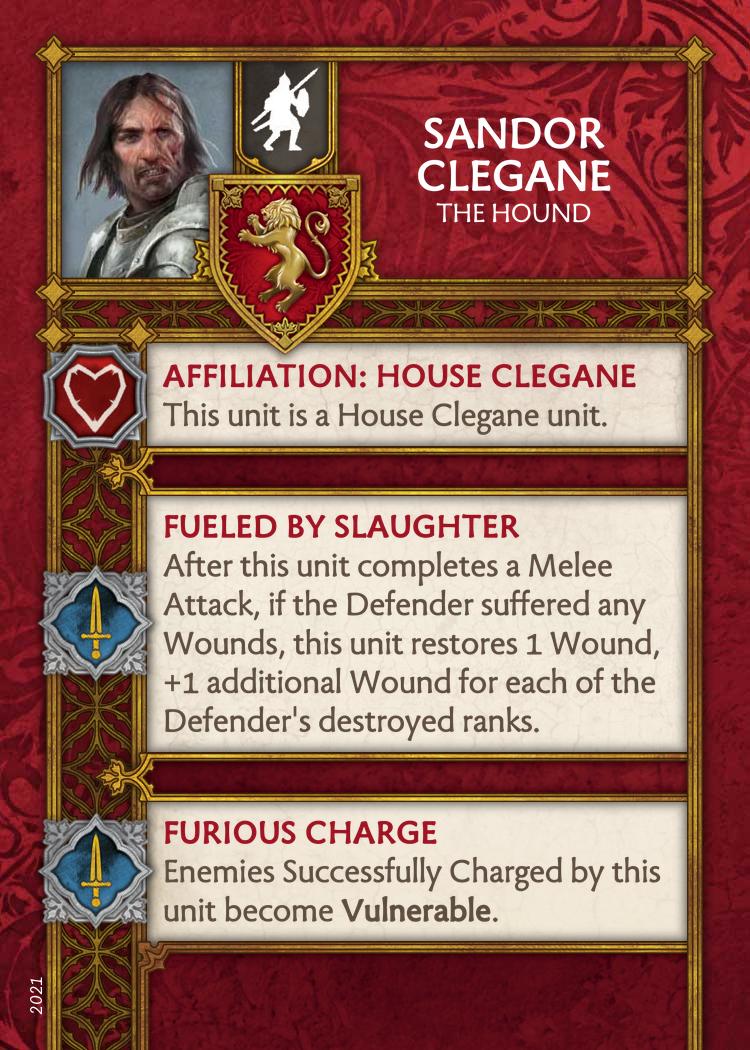 SANDOR
CLEGANE
THE HOUND
AFFILIATION: HOUSE CLEGANE
This unit is a House Clegane unit.
FUELED BY SLAUGHTER
After this unit completes a Melee
Attack, if the Defender suffered any
Wounds, this unit restores 1 Wound,
+1 additional Wound for each of the
Defender's destroyed ranks.
FURIOUS CHARGE
Enemies Successfully Charged by this
unit become Vulnerable.
2021